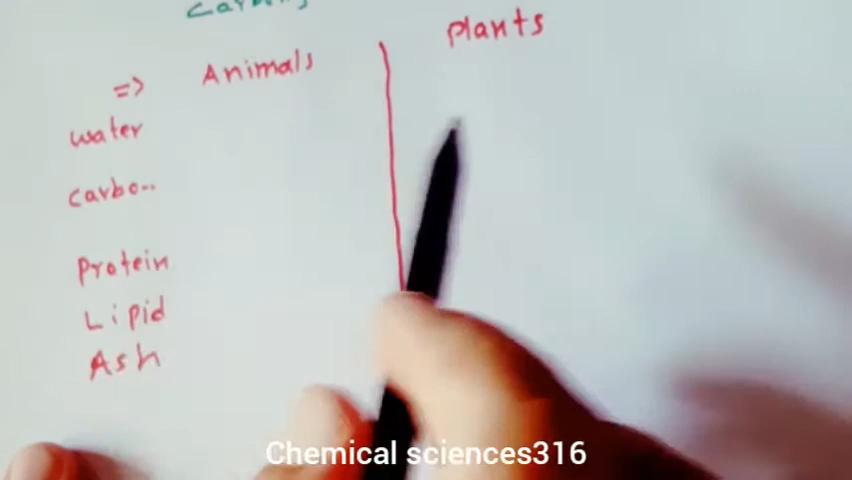 Plants
=> Animals
water
carbo..
Protein
Lipid
Ash
Chemical sciences316